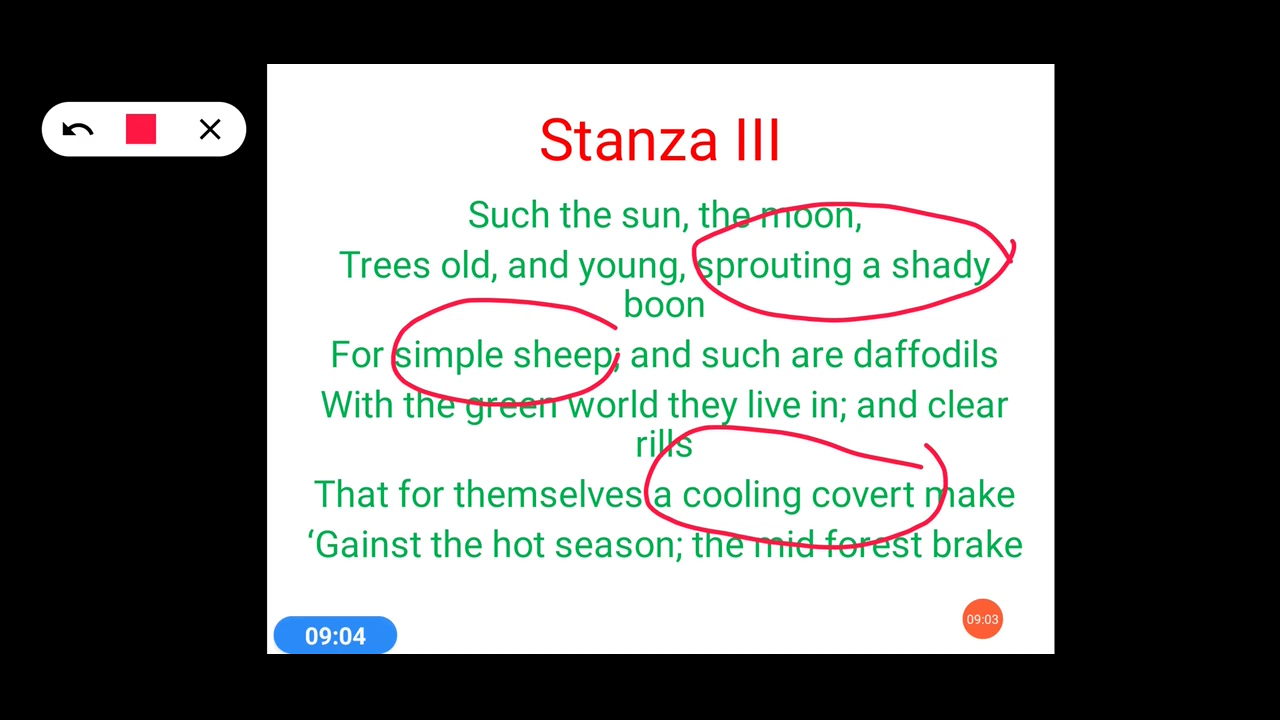 Stanza III
Such the sun, the moon,
Trees old, and young, sprouting a shady
boon
For simple sheep; and such are daffodils
With the green world they live in; and clear
rills
That for themselves a cooling covert make
‘Gainst the hot season; the mid forest brake
09:04
09:03